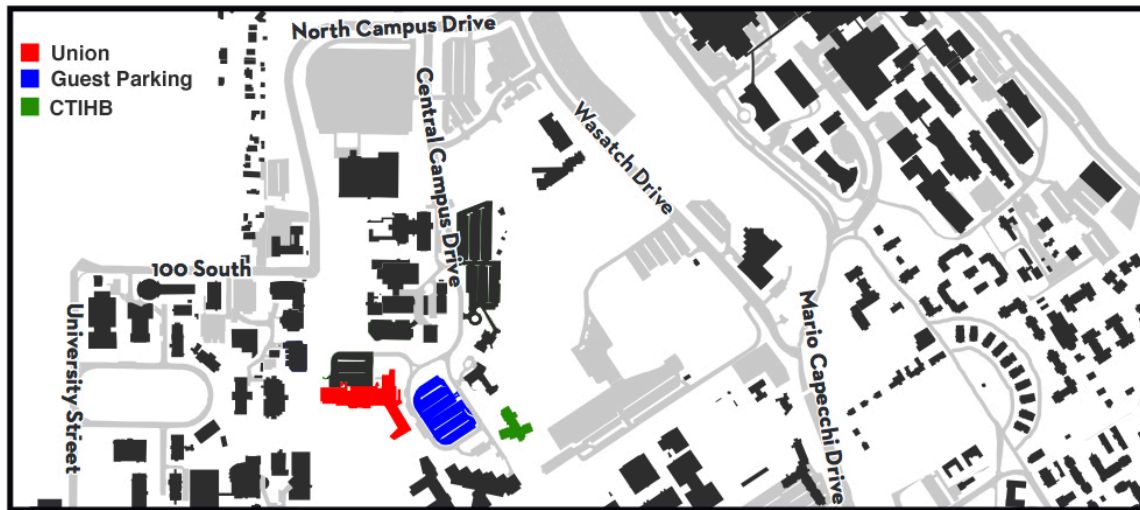 North Campus Drive
Union
Guest Parking
CTIHB
Central Campus Drive
Wasatch Drive
100 South
University Street
Mario Capecchi Drive